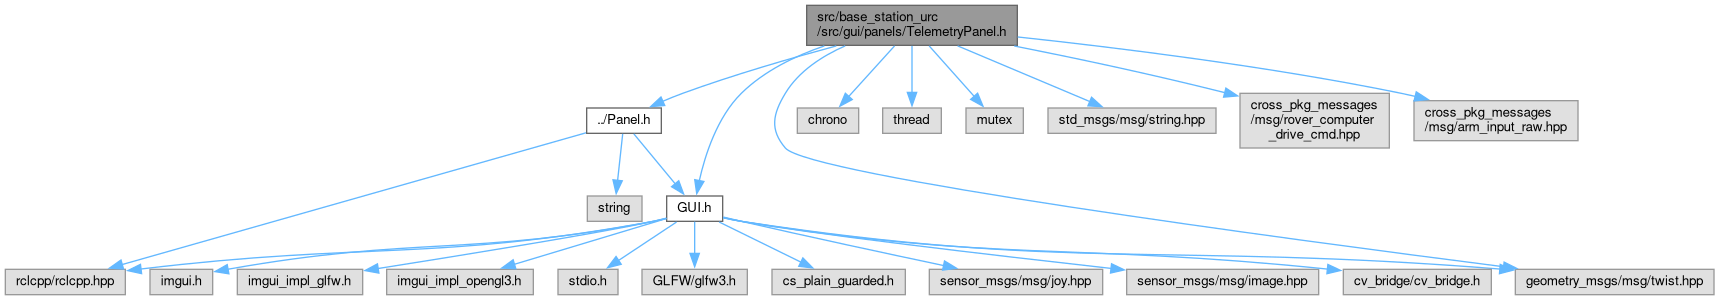 src/base_station_urc
/src/gui/panels/TelemetryPanel.h
../Panel.h
chrono
thread
mutex
std_msgs/msg/string.hpp
cross_pkg_messages
/msg/rover_computer
_drive_cmd.hpp
cross_pkg_messages
/msg/arm_input_raw.hpp
string
GUI.h
rclcpp/rclcpp.hpp
imgui.h
imgui_impl_glfw.h
imgui_impl_opengl3.h
stdio.h
GLFW/glfw3.h
cs_plain_guarded.h
sensor_msgs/msg/joy.hpp
sensor_msgs/msg/image.hpp
cv_bridge/cv_bridge.h
geometry_msgs/msg/twist.hpp